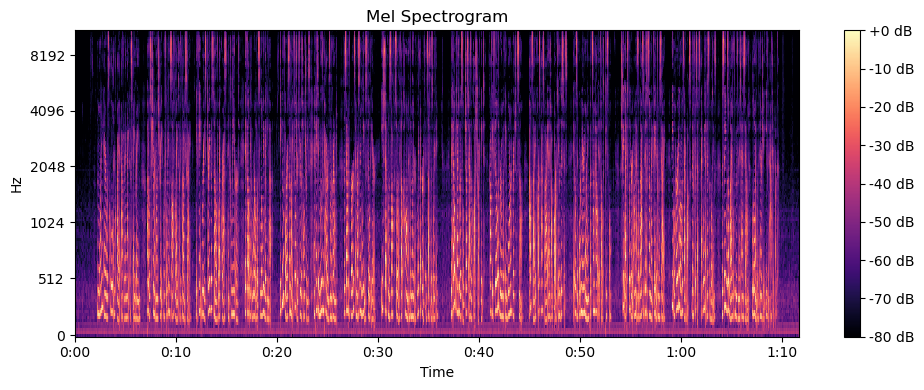 Mel Spectrogram
Hz
8192
4096
2048
1024
512
0
0:00 0:10 0:20 0:30 0:40 0:50 1:00 1:10
Time
+0 dB
-10 dB
-20 dB
-30 dB
-40 dB
-50 dB
-60 dB
-70 dB
-80 dB